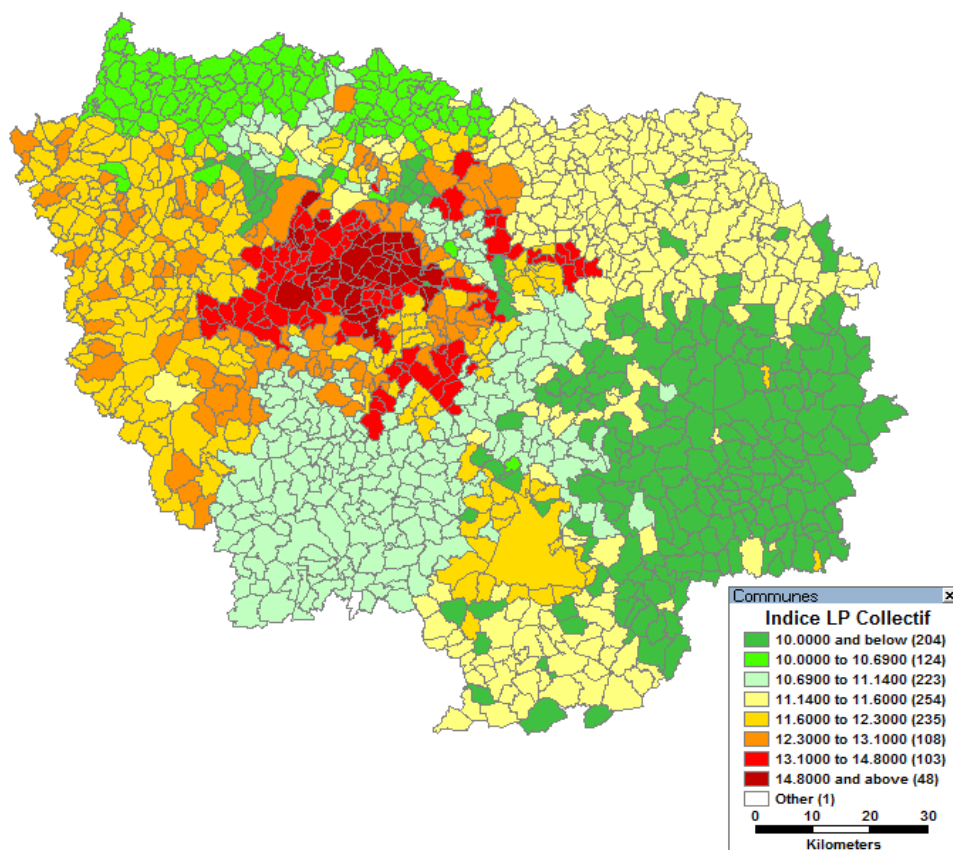 Communes
Indice LP Collectif
10.0000 and below (204)
10.0000 to 10.6900 (124)
10.6900 to 11.1400 (223)
11.1400 to 11.6000 (254)
11.6000 to 12.3000 (235)
12.3000 to 13.1000 (108)
13.1000 to 14.8000 (103)
14.8000 and above (48)
Other (1)
0 10 20 30
Kilometers